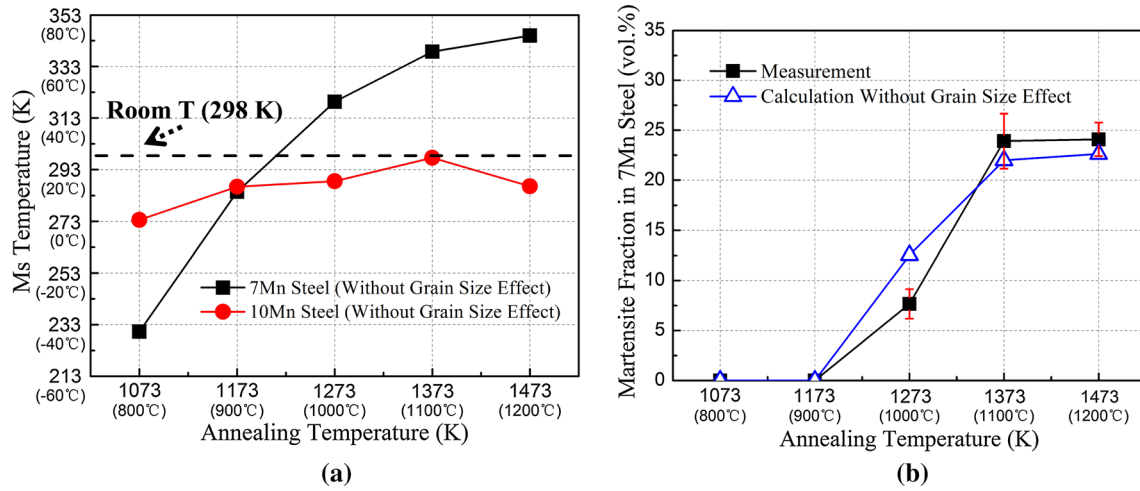 Ms Temperature (K)
353
(80℃)
333
(60℃)
313
(40℃)
293
(20℃)
273
(0℃)
253
(-20℃)
233
(-40℃)
213
(-60℃)
Room T (298 K)
7Mn Steel (Without Grain Size Effect)
10Mn Steel (Without Grain Size Effect)
1073 1173 1273 1373 1473
(800℃) (900℃) (1000℃) (1100℃) (1200℃)
Annealing Temperature (K)
(a)
Martensite Fraction in 7Mn Steel (vol.%)
35
30
25
20
15
10
5
0
Measurement
Calculation Without Grain Size Effect
1073 1173 1273 1373 1473
(800℃) (900℃) (1000℃) (1100℃) (1200℃)
Annealing Temperature (K)
(b)